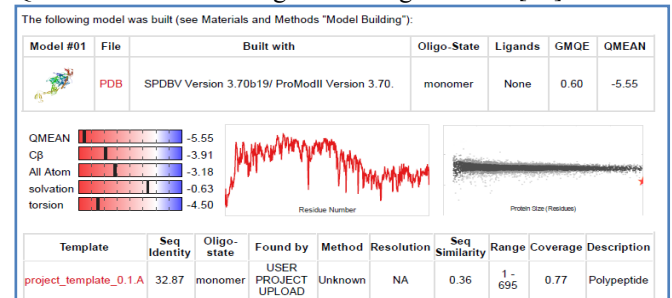 The following model was built (see Materials and Methods "Model Building"):
Model #01 File Built with Oligo-State Ligands GMQE QMEAN
PDB SPDBV Version 3.70b19/ ProModII Version 3.70. monomer None 0.60 -5.55
QMEAN -5.55
Cβ -3.91
All Atom -3.18
solvation -0.63
torsion -4.50
Residue Number
Protein Size (Residues)
Template Seq Identity Oligo-state Found by Method Resolution Seq Similarity Range Coverage Description
project_template_0.1.A 32.87 monomer USER PROJECT UPLOAD Unknown NA 0.36 1 - 695 0.77 Polypeptide